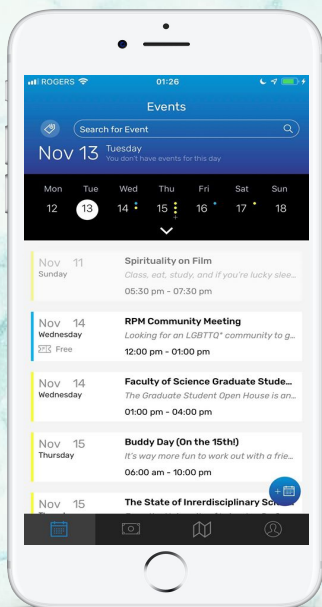 ROGERS 01:26
Events
Search for Event
Nov 13 Tuesday
You don't have events for this day
Mon Tue Wed Thu Fri Sat Sun
12 13 14 15 16 17 18
Nov 11 Spirituality on Film
Sunday Class, eat, study, and if you're lucky slee...
05:30 pm - 07:30 pm
Nov 14 RPM Community Meeting
Wednesday Looking for an LGBTTQ* community to g...
Free 12:00 pm - 01:00 pm
Nov 14 Faculty of Science Graduate Stude...
Wednesday The Graduate Student Open House is an...
01:00 pm - 04:00 pm
Nov 15 Buddy Day (On the 15th!)
Thursday It's way more fun to work out with a frie...
06:00 am - 10:00 pm
Nov 15 The State of Inrerdisciplinary